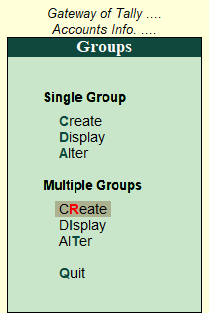 Gateway of Tally ....
Accounts Info. ....
Groups
Single Group
Create
Display
Alter
Multiple Groups
CReate
DIsplay
AlTer
Quit